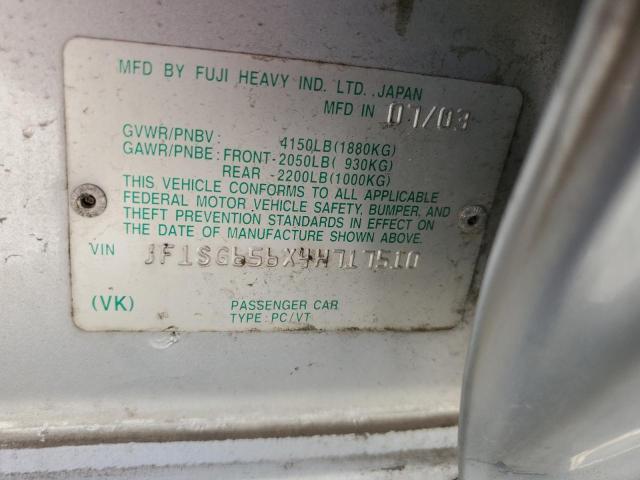 MFD BY FUJI HEAVY IND. LTD. JAPAN
MFD IN 07/03
GVWR/PNBV 4150LB(1880KG)
GAWR/PNBE: FRONT-2050LB( 930KG)
REAR -2200LB(1000KG)
THIS VEHICLE CONFORMS TO ALL APPLICABLE
FEDERAL MOTOR VEHICLE SAFETY, BUMPER, AND
THEFT PREVENTION STANDARDS IN EFFECT ON
THE DATE OF MANUFACTURE SHOWN ABOVE.
VIN JF1SG656X4H717510
(VK) PASSENGER CAR
TYPE: PC/VT